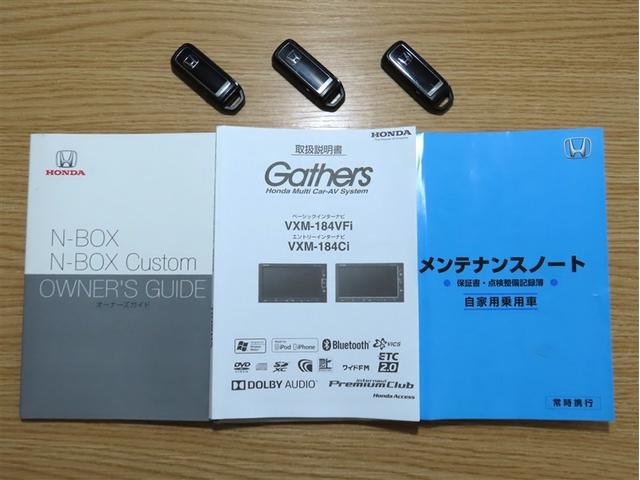 HONDA
N-BOX
N-BOX Custom
OWNER'S GUIDE
オーナーズガイド
HONDA
取扱説明書
Gathers
Honda Multi Car-AV System
ベーシックインターナビ
VXM-184VFi
エントリーインターナビ
VXM-184Ci
iPod iPhone
Bluetooth
VICS
DVD
SD XC
ワイドFM
ETC 2.0
DOLBY AUDIO
internavi PremiumClub
Honda Access
メンテナンスノート
保証書・点検整備記録簿
自家用乗用車
常時携行